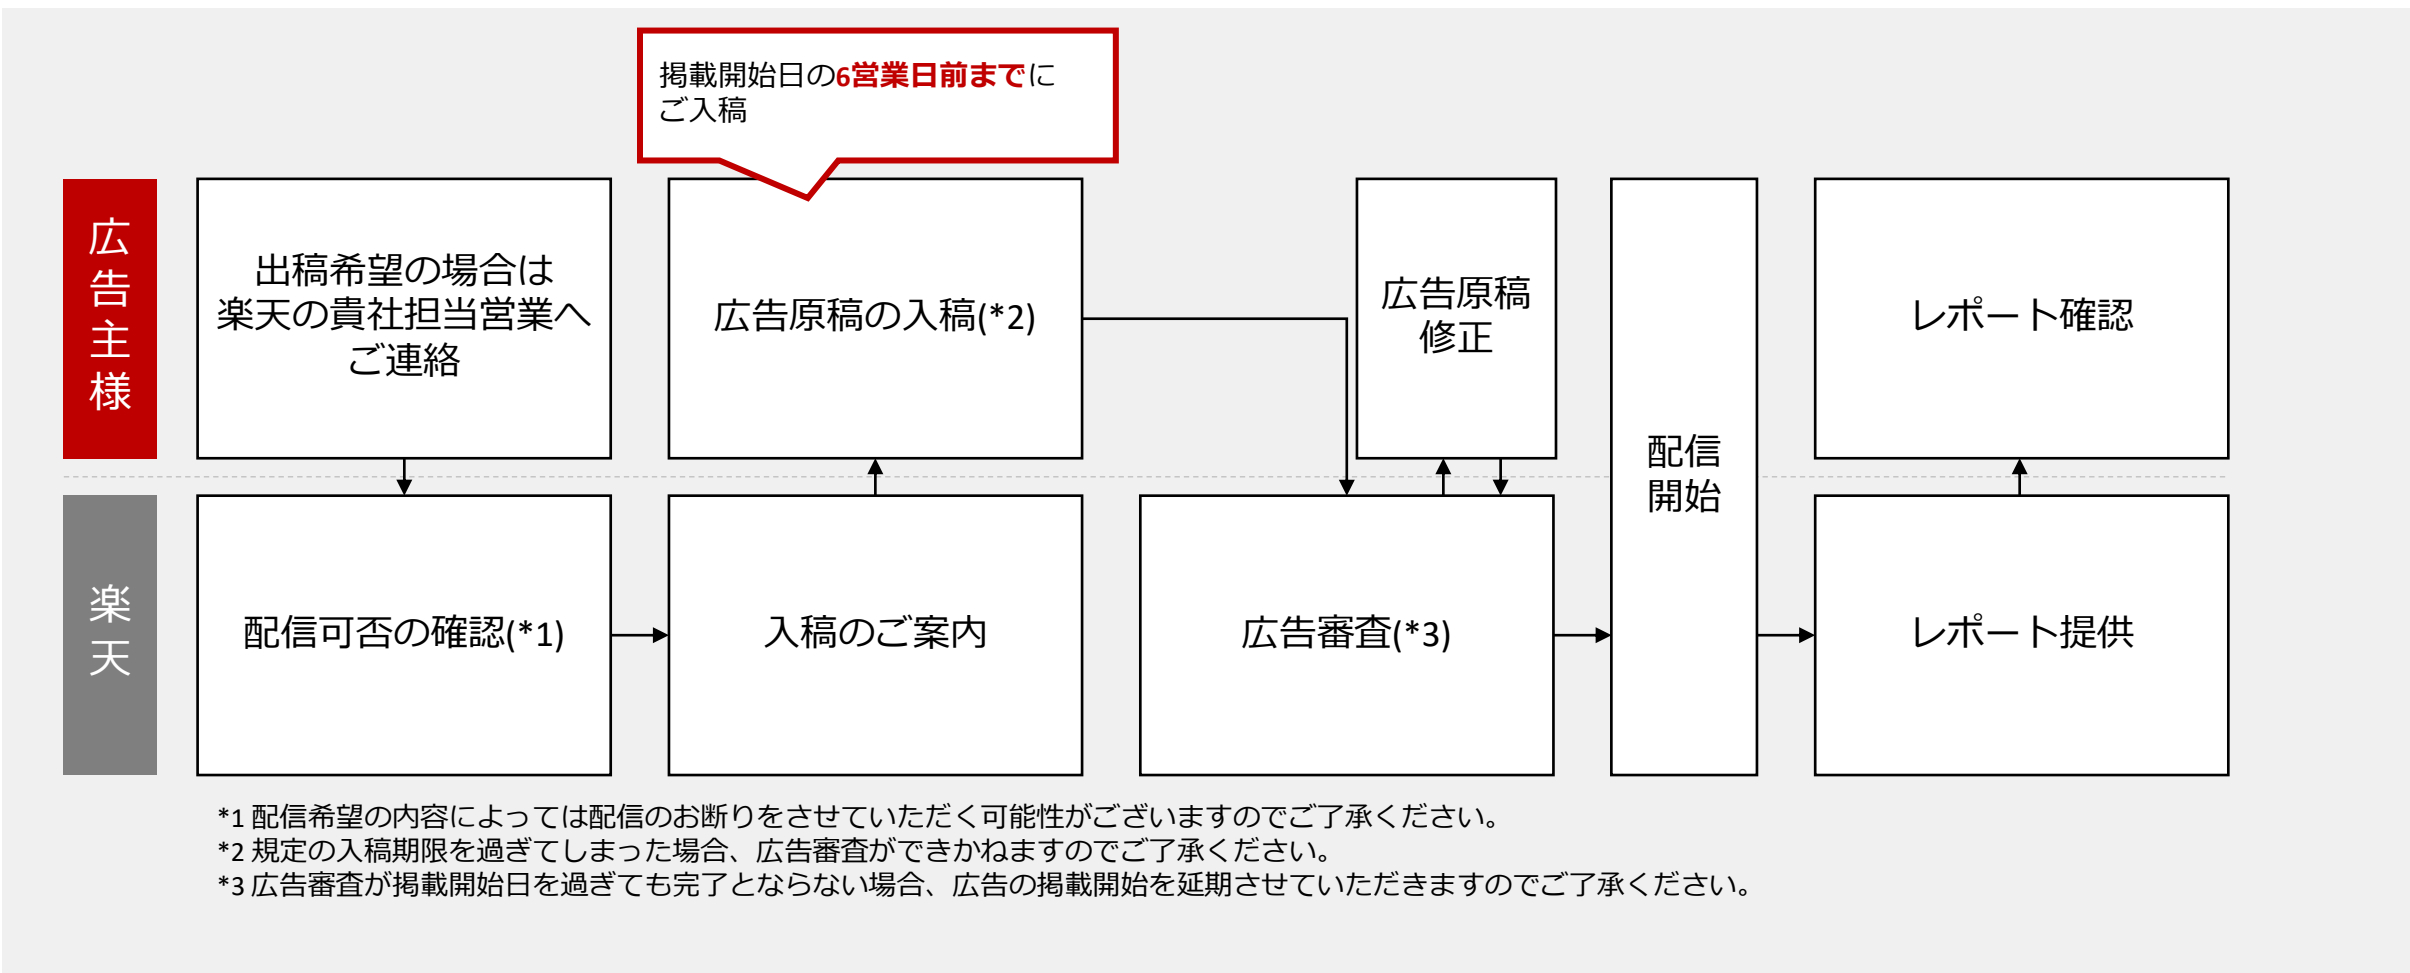 掲載開始日の6営業日前までに
ご入稿
広告主様
出稿希望の場合は
楽天の貴社担当営業へ
ご連絡
広告原稿の入稿(*2)
広告原稿
修正
配信
開始
レポート確認
楽天
配信可否の確認(*1)
入稿のご案内
広告審査(*3)
レポート提供
*1 配信希望の内容によっては配信のお断りをさせていただく可能性がございますのでご了承ください。
*2 規定の入稿期限を過ぎてしまった場合、広告審査ができかねますのでご了承ください。
*3 広告審査が掲載開始日を過ぎても完了とならない場合、広告の掲載開始を延期させていただきますのでご了承ください。